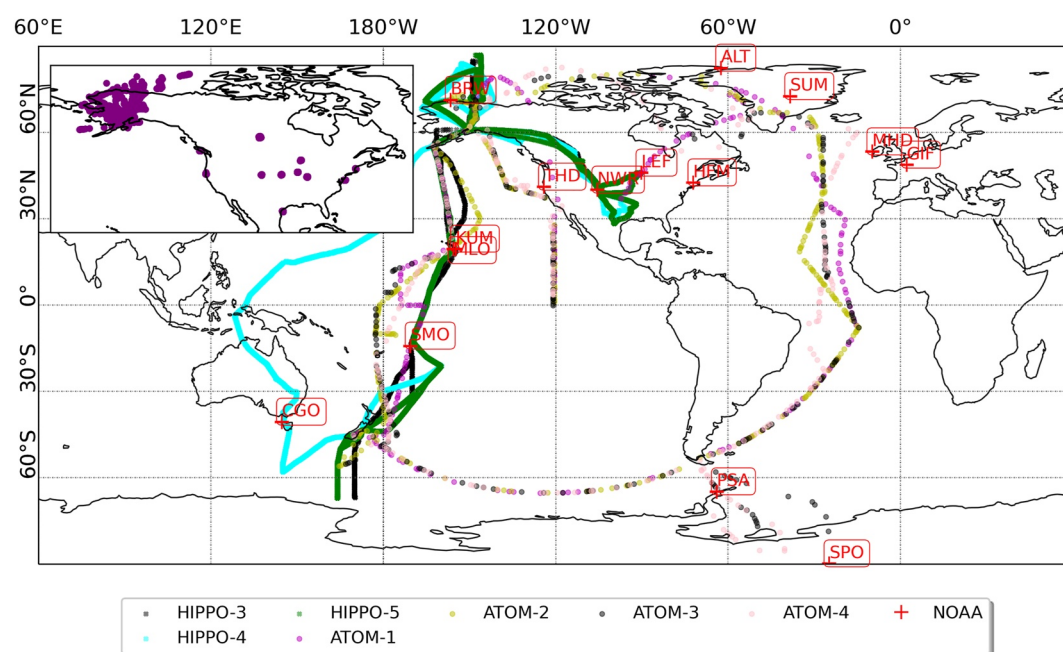 60°E 120°E 180°W 120°W 60°W 0°
ALT
SUM
BRW
60°N
MHD
GIF
LEF
THD
NWR
HFM
30°N
KUM
MLO
0°
SMO
30°S
CGO
60°S
PSA
SPO
HIPPO-3 HIPPO-5 ATOM-2 ATOM-3 ATOM-4 NOAA
HIPPO-4 ATOM-1